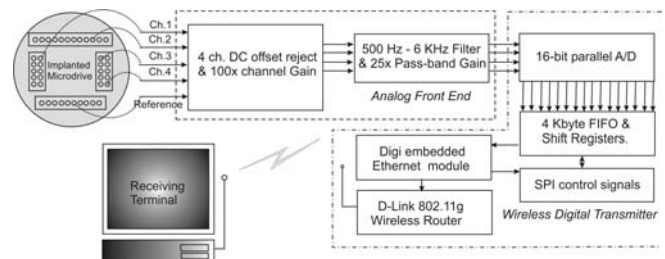 Ch.1
Ch.2
Ch.3
Ch.4
Reference
Implanted
Microdrive
4 ch. DC offset reject
& 100x channel Gain
500 Hz - 6 KHz Filter
& 25x Pass-band Gain
Analog Front End
16-bit parallel A/D
4 Kbyte FIFO &
Shift Registers.
SPI control signals
Digi embedded
Ethernet module
D-Link 802.11g
Wireless Router
Wireless Digital Transmitter
Receiving
Terminal